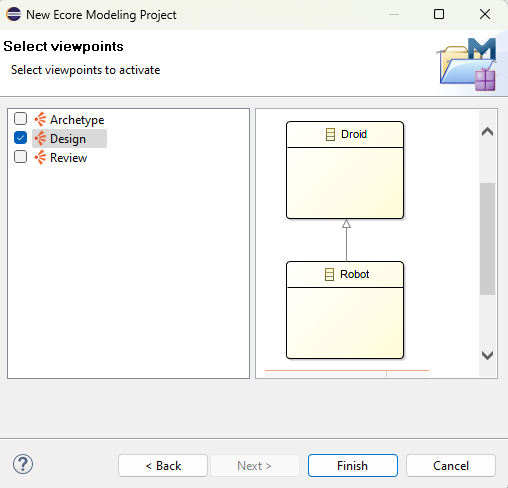 New Ecore Modeling Project
Select viewpoints
Select viewpoints to activate
M
Archetype
Design
Review
Droid
Robot
?
< Back
Next >
Finish
Cancel